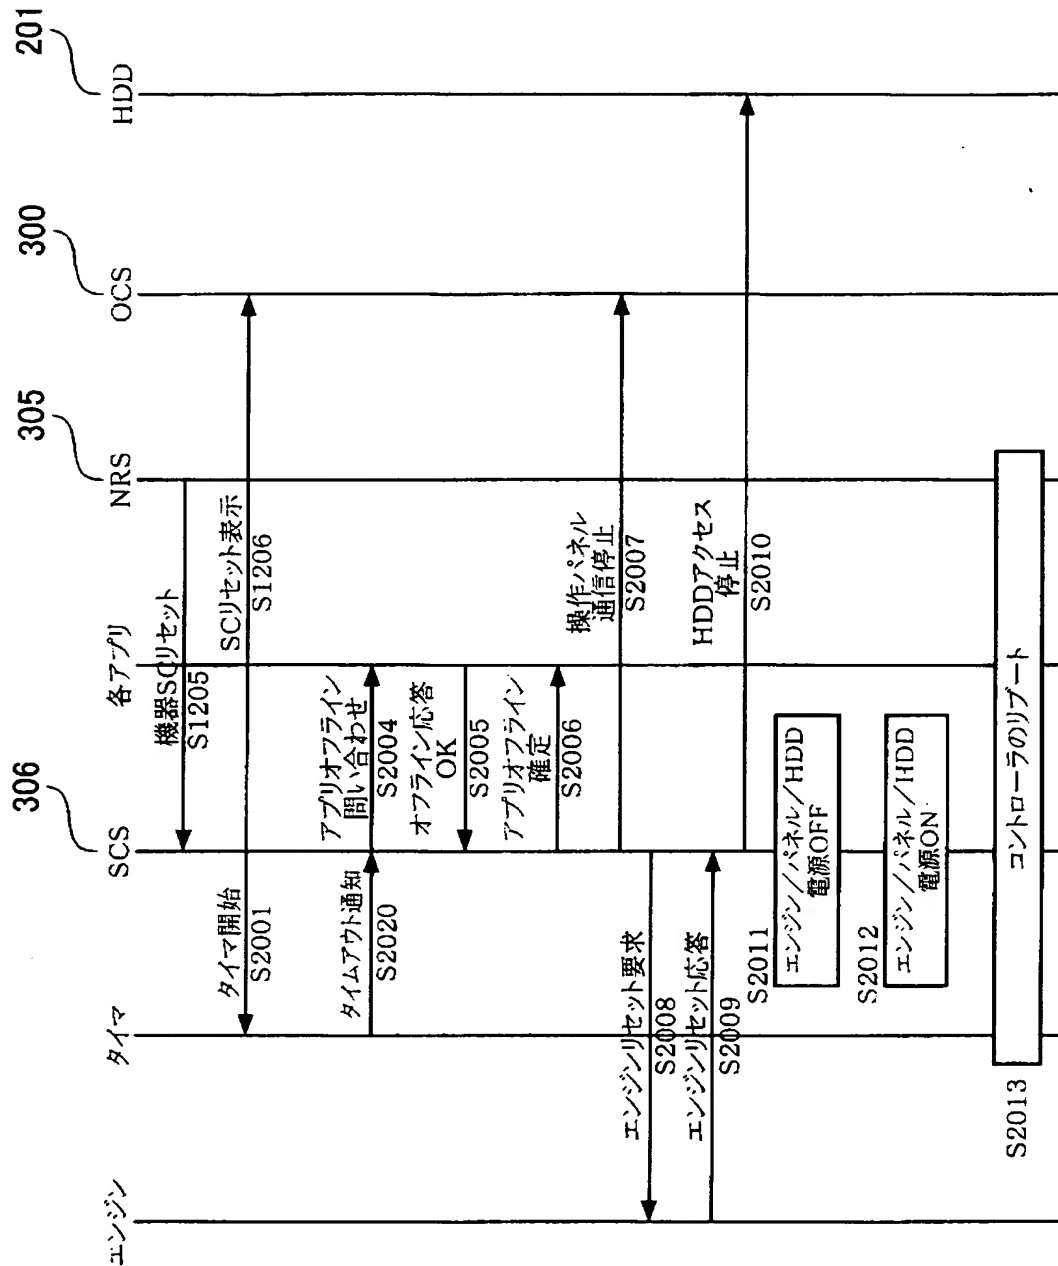 エンジン
タイマ
SCS
306
各アプリ
NRS
305
OCS
300
HDD
201
機器SCリセット
S1205
タイマ開始
S2001
SCリセット表示
S1206
タイムアウト通知
S2020
アプリオフライン
問い合わせ
S2004
オフライン応答
OK
S2005
アプリオフライン
確定
S2006
操作パネル
通信停止
S2007
エンジンリセット要求
S2008
エンジンリセット応答
S2009
HDDアクセス
停止
S2010
S2011
エンジン／パネル／HDD
電源OFF
S2012
エンジン／パネル／HDD
電源ON
S2013
コントローラのリブート